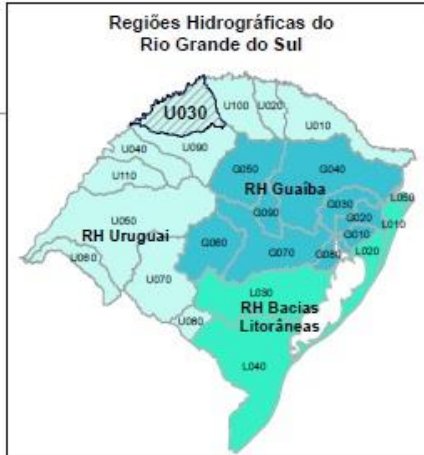 Regiões Hidrográficas do
Rio Grande do Sul
U030
U100
U020
U010
U040
U090
U110
G050
G040
RH Guaíba
L050
G030
G020
L010
U050
G090
RH Uruguai
G010
G060
L020
U060
G070
G080
U070
L030
RH Bacias
Litorâneas
U080
L040